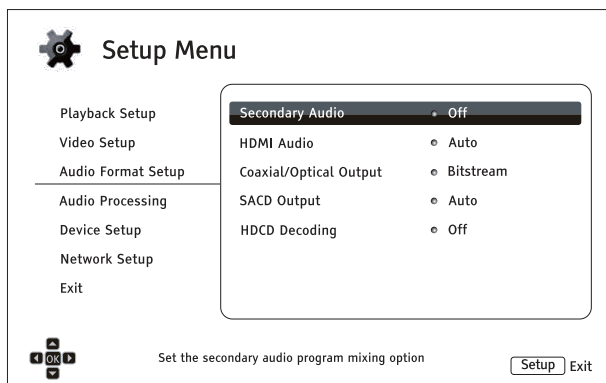 Setup Menu
Playback Setup
Video Setup
Audio Format Setup
Audio Processing
Device Setup
Network Setup
Exit
Secondary Audio Off
HDMI Audio Auto
Coaxial/Optical Output Bitstream
SACD Output Auto
HDCD Decoding Off
OK
Set the secondary audio program mixing option
Setup Exit